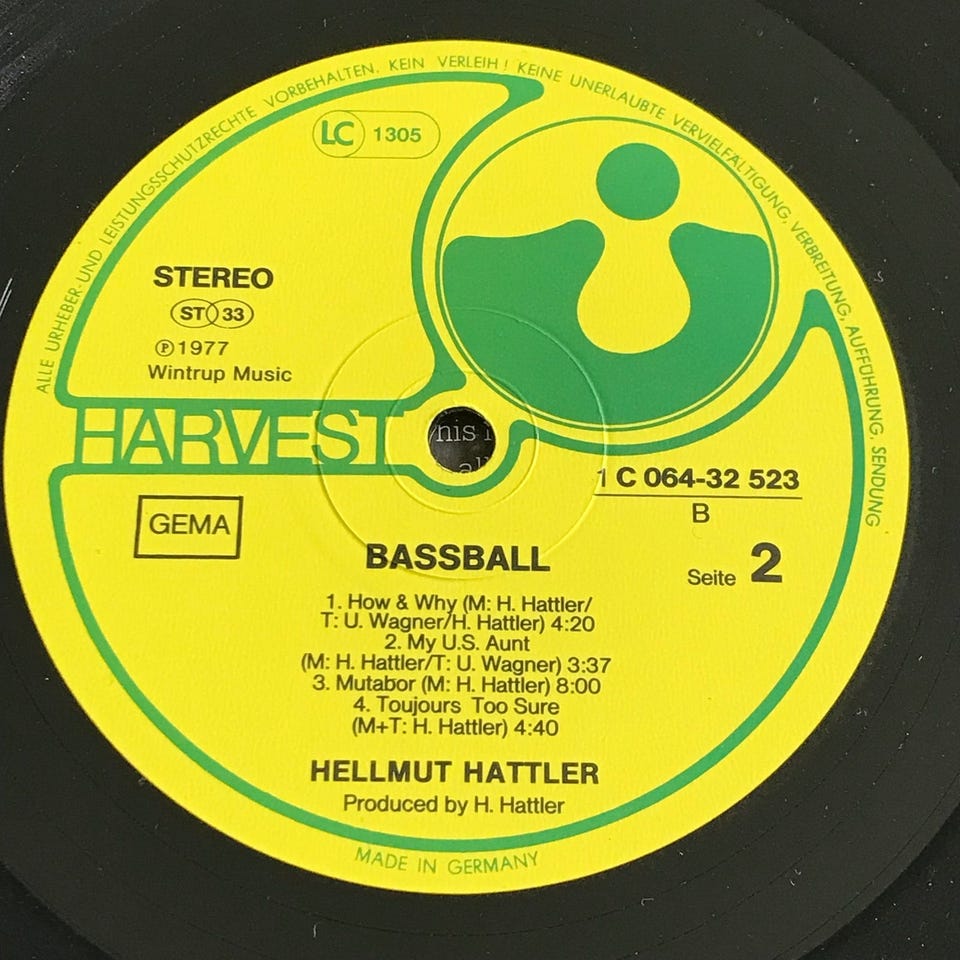 ALLE URHEBER- UND LEISTUNGSSCHUTZRECHTE VORBEHALTEN. KEIN VERLEIH! KEINE UNERLAUBTE VERVIELFÄLTIGUNG, VERBREITUNG, AUFFÜHRUNG, SENDUNG
LC 1305
STEREO
ST 33
Ⓟ 1977
Wintrup Music
HARVEST
his
1 C 064-32 523
B
GEMA
Seite 2
BASSBALL
1. How & Why (M: H. Hattler/
T: U. Wagner/H. Hattler) 4:20
2. My U.S. Aunt
(M: H. Hattler/T: U. Wagner) 3:37
3. Mutabor (M: H. Hattler) 8:00
4. Toujours Too Sure
(M+T: H. Hattler) 4:40
HELLMUT HATTLER
Produced by H. Hattler
MADE IN GERMANY